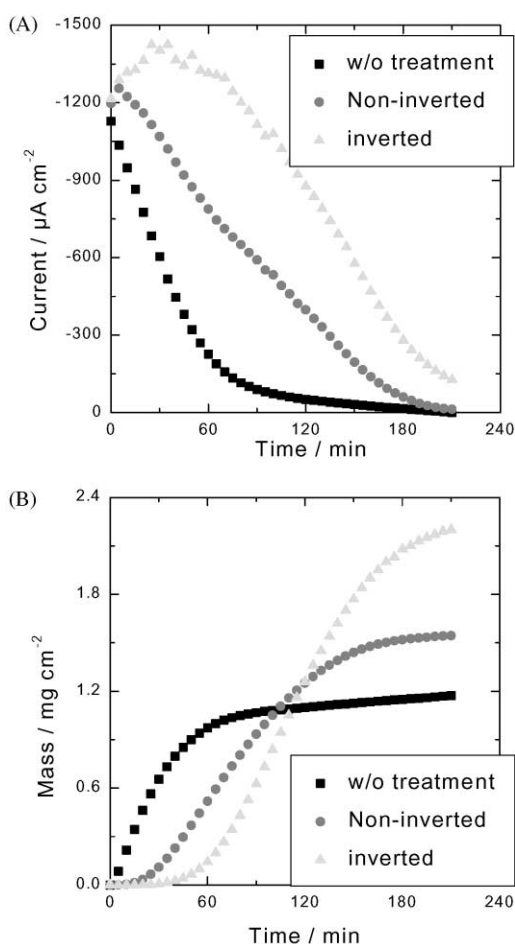 (A)
-1500
-1200
-900
-600
-300
0
Current / µA cm-2
w/o treatment
Non-inverted
inverted
0 60 120 180 240
Time / min
(B)
2.4
1.8
1.2
0.6
0.0
Mass / mg cm-2
w/o treatment
Non-inverted
inverted
0 60 120 180 240
Time / min